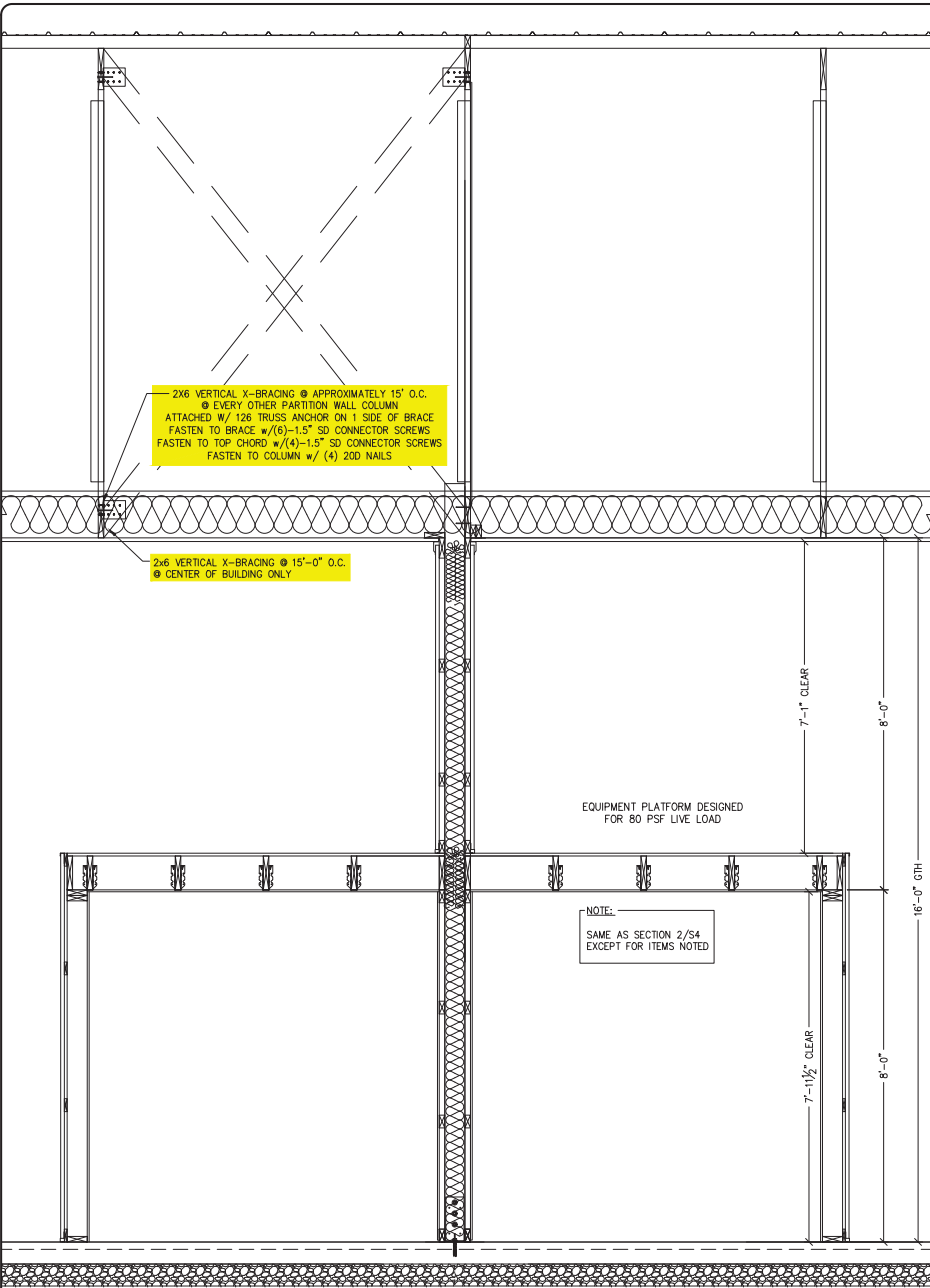 2X6 VERTICAL X-BRACING @ APPROXIMATELY 15' O.C.
@ EVERY OTHER PARTITION WALL COLUMN
ATTACHED W/ 126 TRUSS ANCHOR ON 1 SIDE OF BRACE
FASTEN TO BRACE w/(6)-1.5" SD CONNECTOR SCREWS
FASTEN TO TOP CHORD w/(4)-1.5" SD CONNECTOR SCREWS
FASTEN TO COLUMN w/ (4) 20D NAILS
2x6 VERTICAL X-BRACING @ 15'-0" O.C.
@ CENTER OF BUILDING ONLY
7'-1" CLEAR
8'-0"
EQUIPMENT PLATFORM DESIGNED
FOR 80 PSF LIVE LOAD
16'-0" GTH
NOTE:
SAME AS SECTION 2/S4
EXCEPT FOR ITEMS NOTED
7'-11½" CLEAR
8'-0"